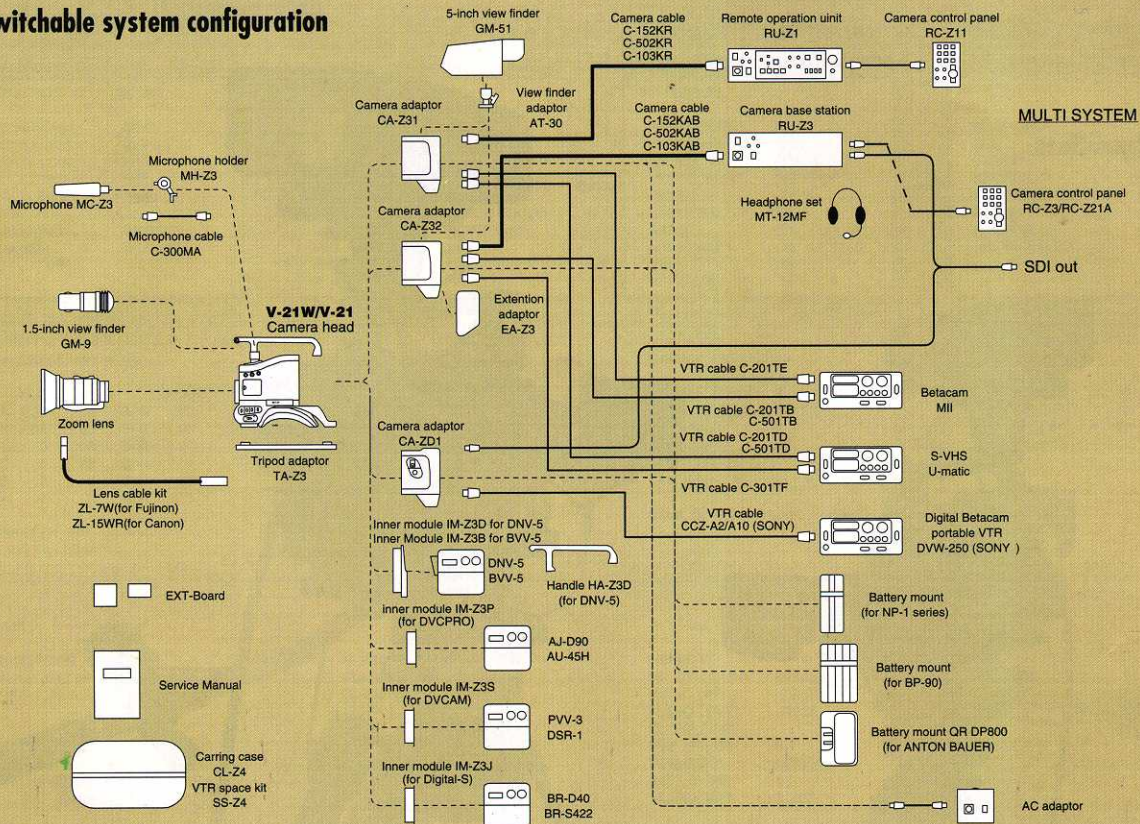 witchable system configuration
5-inch view finder
GM-51
Camera cable
C-152KR
C-502KR
C-103KR
Remote operation uinit
RU-Z1
Camera control panel
RC-Z11
View finder
adaptor
AT-30
Camera adaptor
CA-Z31
Camera cable
C-152KAB
C-502KAB
C-103KAB
Camera base station
RU-Z3
MULTI SYSTEM
Microphone holder
MH-Z3
Microphone MC-Z3
Microphone cable
C-300MA
Camera adaptor
CA-Z32
Headphone set
MT-12MF
Camera control panel
RC-Z3/RC-Z21A
SDI out
Extention
adaptor
EA-Z3
1.5-inch view finder
GM-9
V-21W/V-21
Camera head
Zoom lens
VTR cable C-201TE
Betacam
MII
VTR cable C-201TB
C-501TB
VTR cable C-201TD
C-501TD
S-VHS
U-matic
VTR cable C-301TF
Camera adaptor
CA-ZD1
Tripod adaptor
TA-Z3
Lens cable kit
ZL-7W(for Fujinon)
ZL-15WR(for Canon)
VTR cable
CCZ-A2/A10 (SONY)
Digital Betacam
portable VTR
DVW-250 (SONY )
Inner module IM-Z3D for DNV-5
Inner Module IM-Z3B for BVV-5
DNV-5
BVV-5
Handle HA-Z3D
(for DNV-5)
EXT-Board
Battery mount
(for NP-1 series)
inner module IM-Z3P
(for DVCPRO)
AJ-D90
AU-45H
Service Manual
Battery mount
(for BP-90)
Inner module IM-Z3S
(for DVCAM)
PVV-3
DSR-1
Battery mount QR DP800
(for ANTON BAUER)
Carring case
CL-Z4
VTR space kit
SS-Z4
Inner module IM-Z3J
(for Digital-S)
BR-D40
BR-S422
AC adaptor